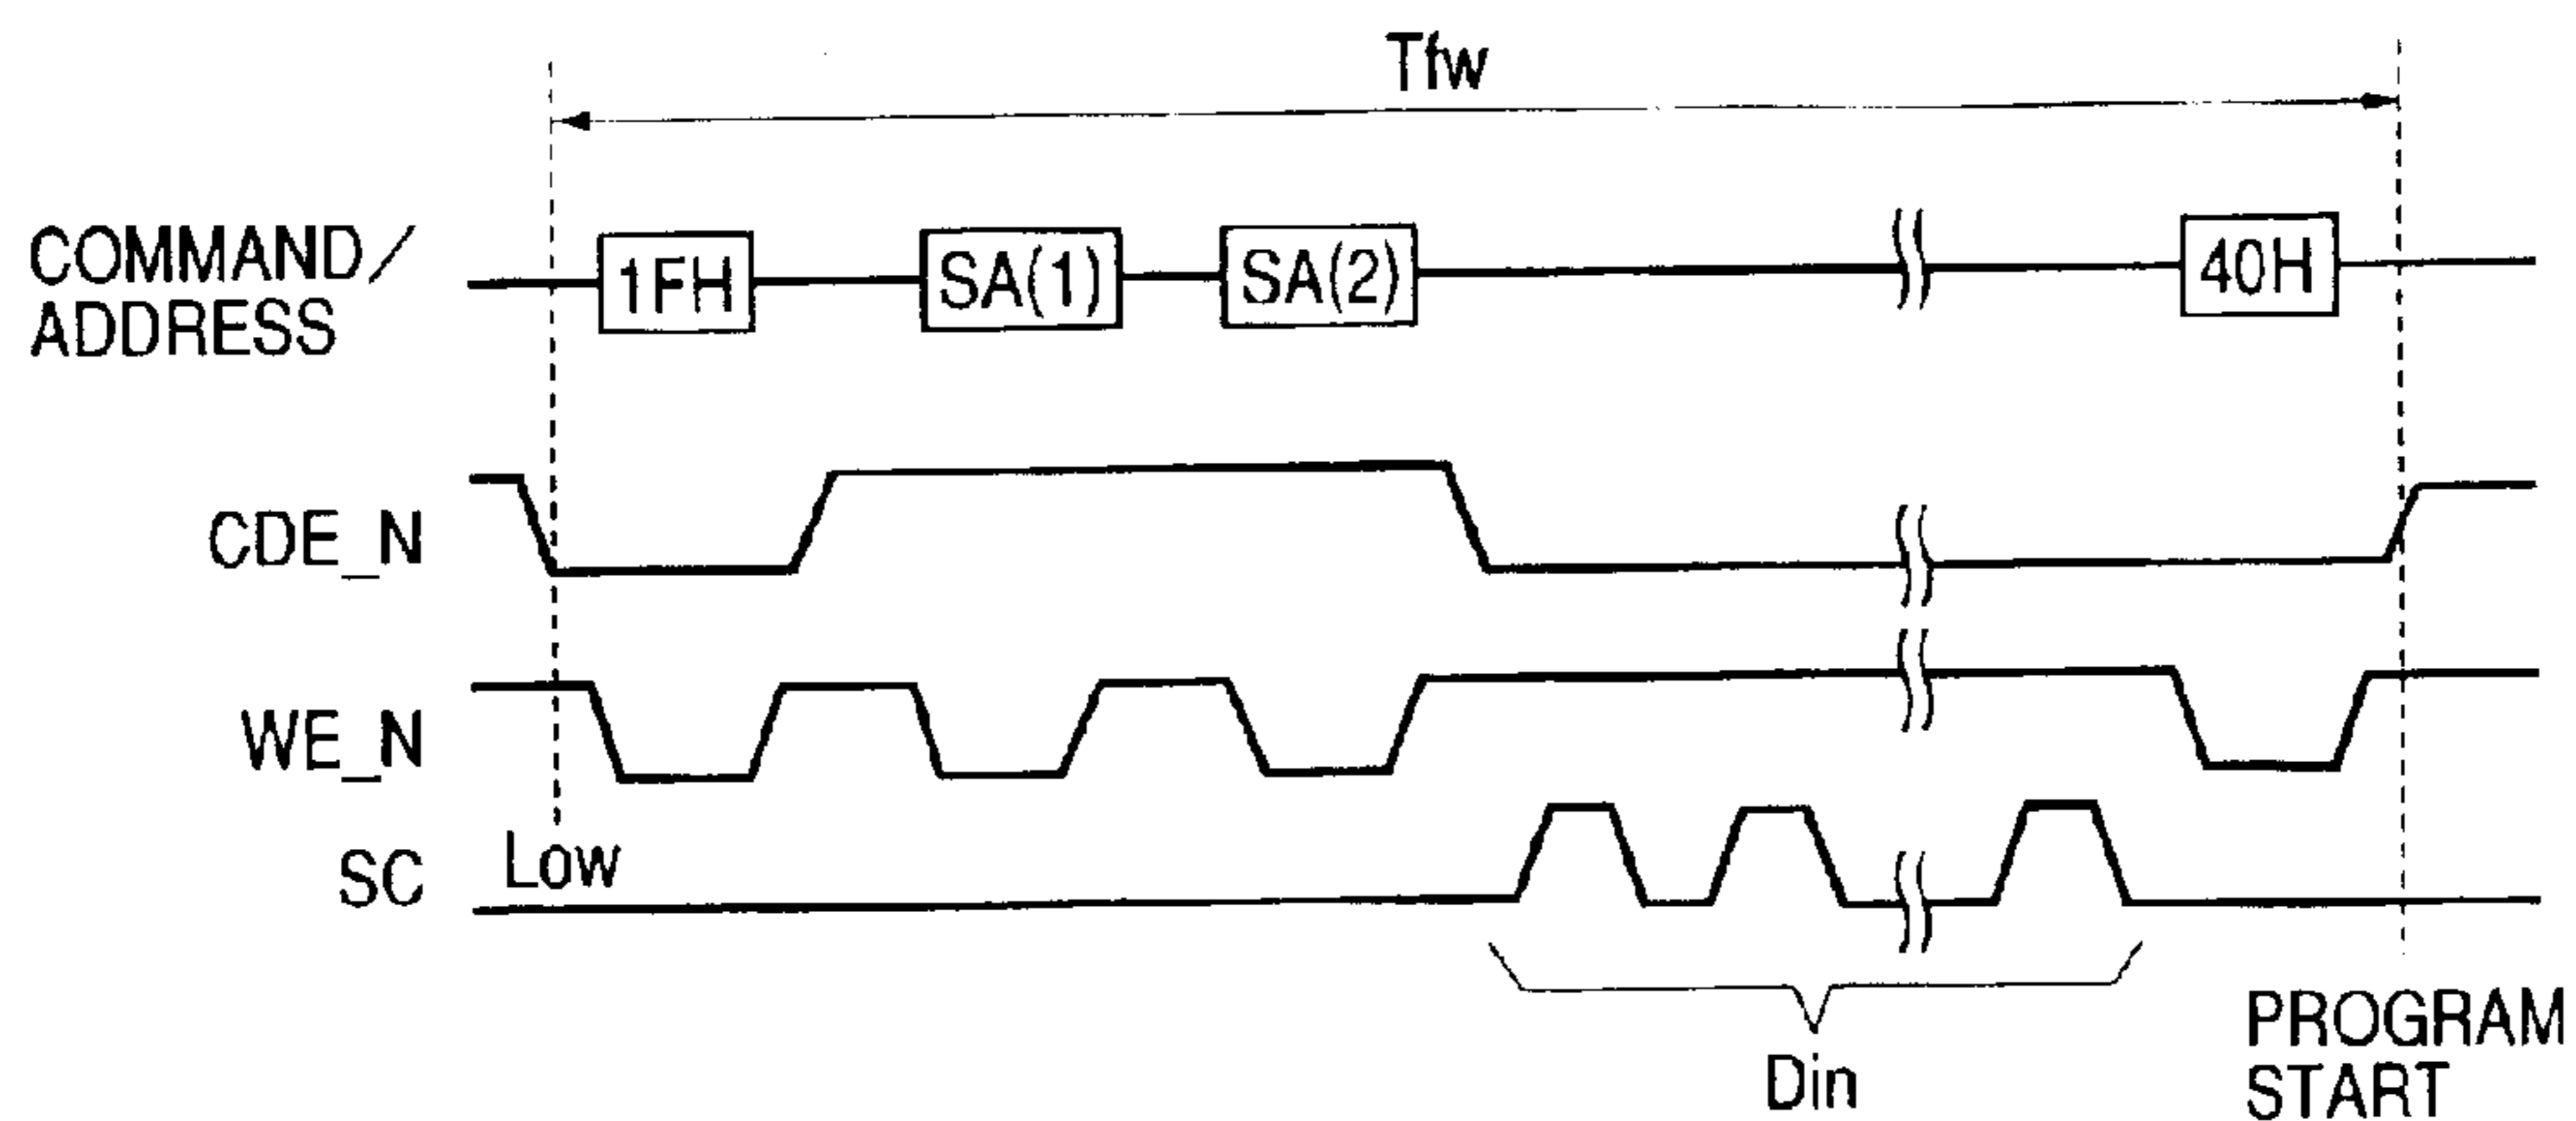 Tfw
COMMAND/
ADDRESS
1FH
SA(1)
SA(2)
40H
CDE_N
WE_N
SC
Low
Din
PROGRAM
START